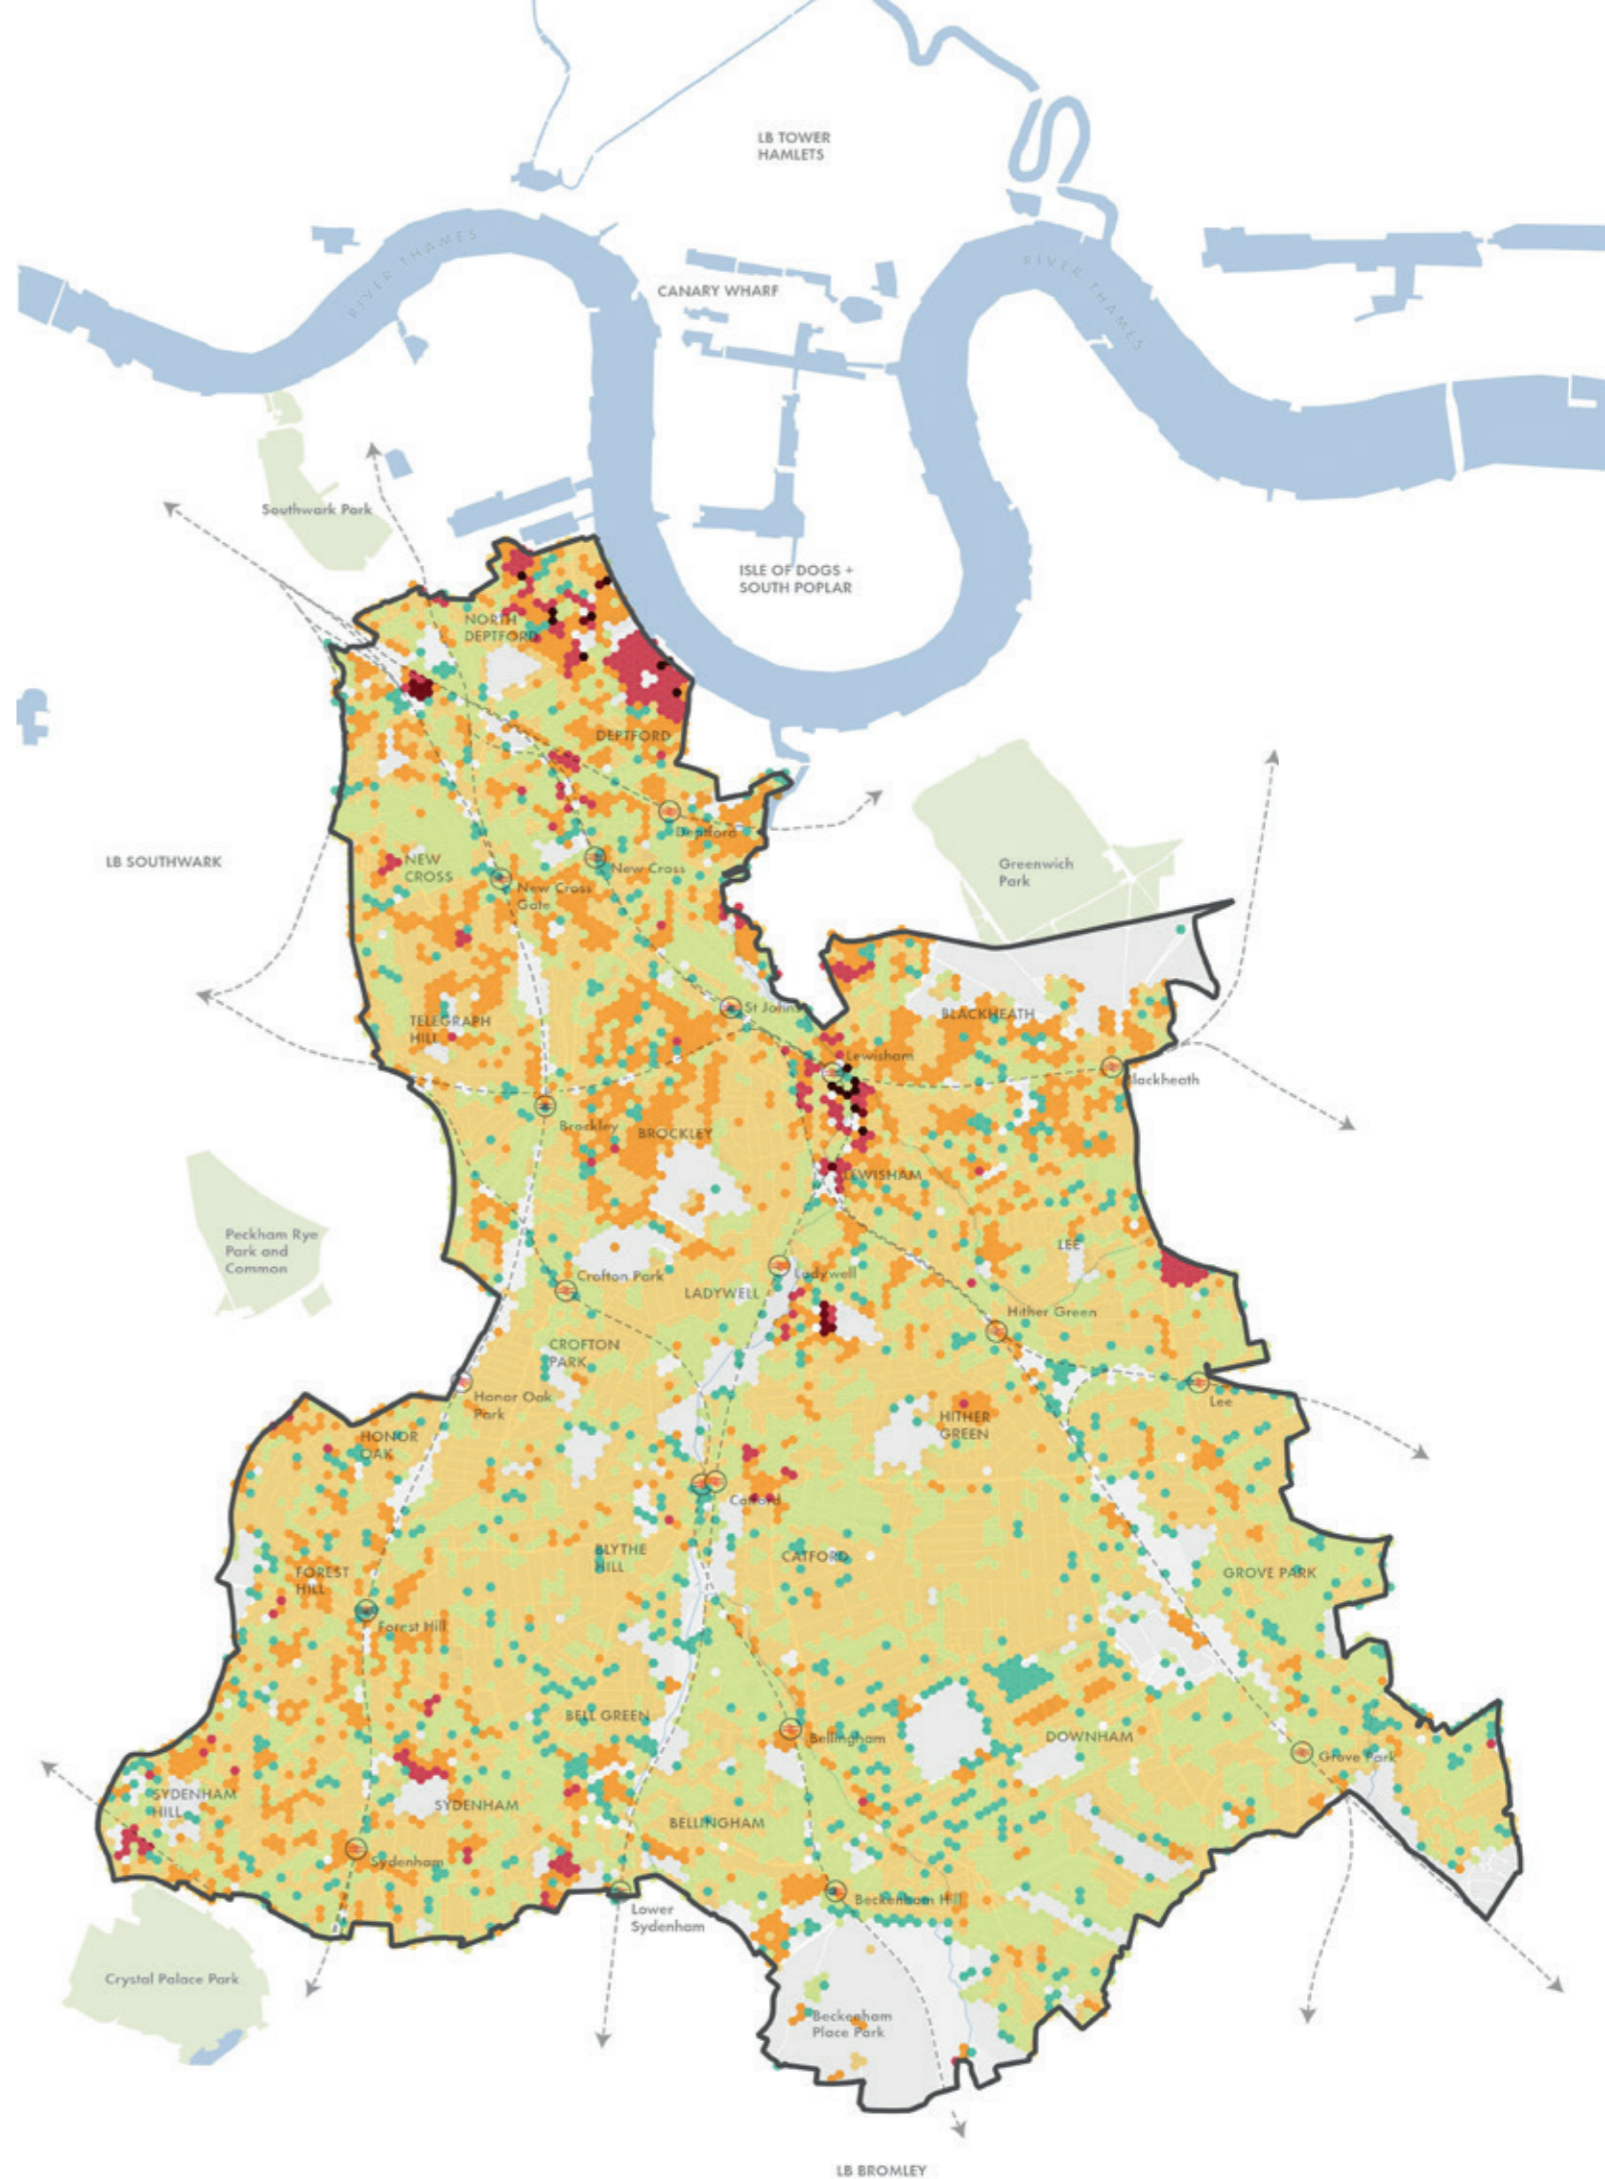 LB TOWER
HAMLETS
RIVER THAMES
RIVER THAMES
CANARY WHARF
Southwark Park
ISLE OF DOGS +
SOUTH POPLAR
NORTH
DEPTFORD
DEPTFORD
Deptford
LB SOUTHWARK
NEW
CROSS
New Cross
New Cross
Gate
Greenwich
Park
St Johns
TELEGRAPH
HILL
BLACKHEATH
Lewisham
Blackheath
Brockley
BROCKLEY
LEWISHAM
Peckham Rye
Park and
Common
LEE
Crofton Park
Ladywell
LADYWELL
Hither Green
CROFTON
PARK
Honor Oak
Park
Lee
HONOR
OAK
HITHER
GREEN
Catford
BLYTHE
HILL
CATFORD
FOREST
HILL
GROVE PARK
Forest Hill
BELL GREEN
Bellingham
DOWNHAM
Grove Park
SYDENHAM
HILL
SYDENHAM
BELLINGHAM
Sydenham
Beckenham Hill
Lower
Sydenham
Crystal Palace Park
Beckenham
Place Park
LB BROMLEY